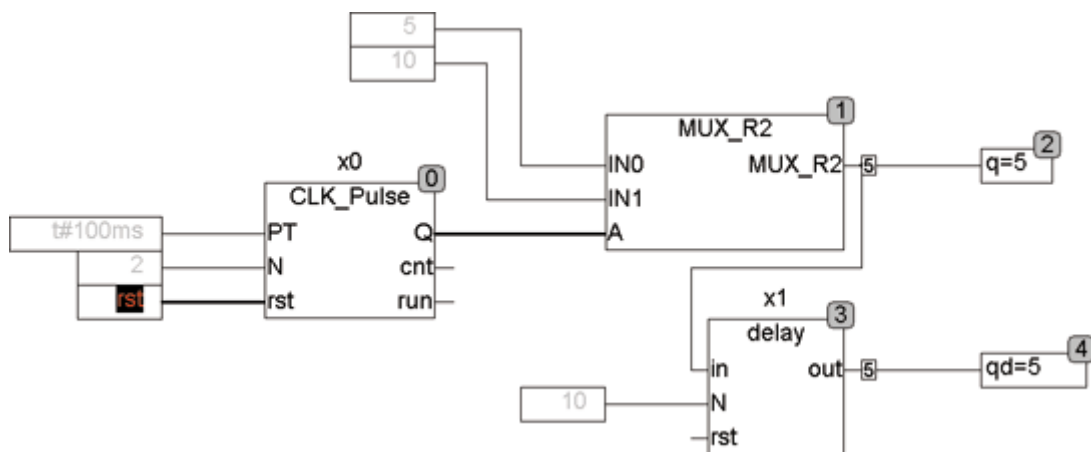 5
10
1
MUX_R2
IN0
MUX_R2
5
2
q=5
IN1
A
x0
0
CLK_Pulse
t#100ms
PT
Q
2
N
cnt
rst
rst
run
x1
3
delay
in
out
5
4
qd=5
10
N
rst